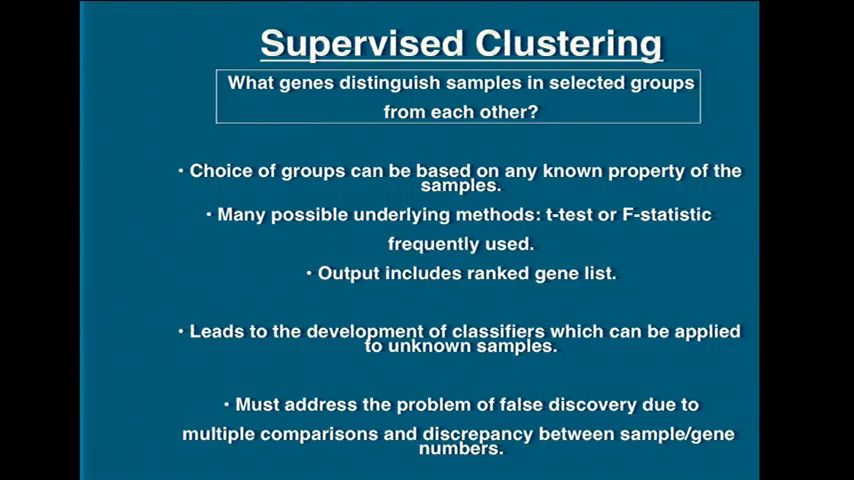 Supervised Clustering
What genes distinguish samples in selected groups
from each other?
• Choice of groups can be based on any known property of the
samples.
• Many possible underlying methods: t-test or F-statistic
frequently used.
• Output includes ranked gene list.
• Leads to the development of classifiers which can be applied
to unknown samples.
• Must address the problem of false discovery due to
multiple comparisons and discrepancy between sample/gene
numbers.